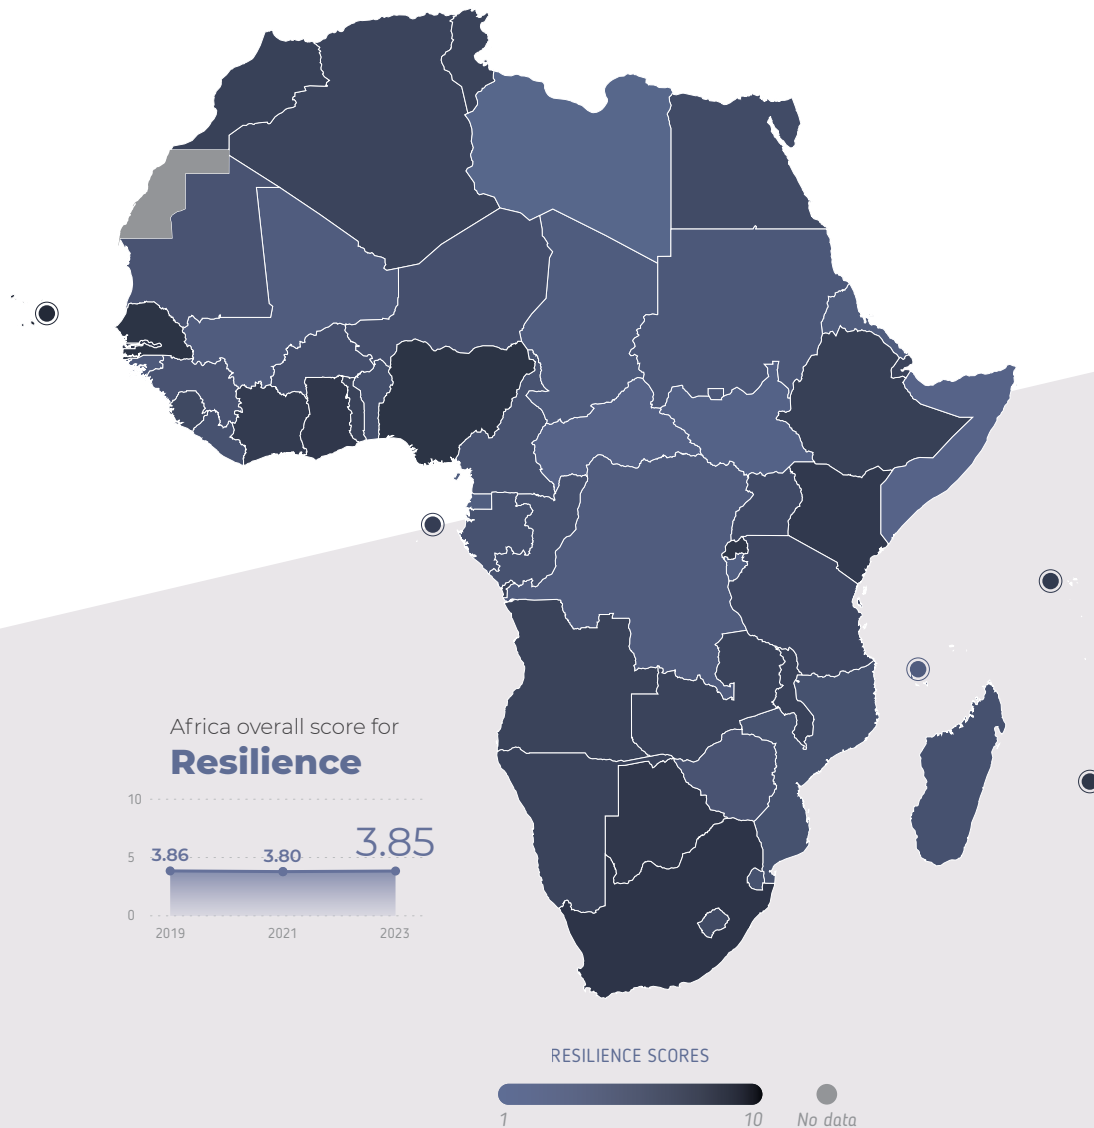 Africa overall score for
Resilience
10
3.85
3.86
5
3.80
0
2019
2021
2023
RESILIENCE SCORES
1
10
No data